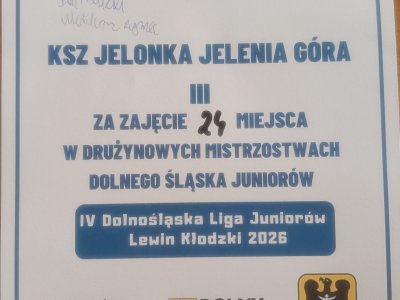 KSZ JELONKA JELENIA GÓRA
III
ZA ZAJĘCIE 24 MIEJSCA
W DRUŻYNOWYCH MISTRZOSTWACH
DOLNEGO ŚLĄSKA JUNIORÓW
IV Dolnośląska Liga Juniorów
Lewin Kłodzki 2026